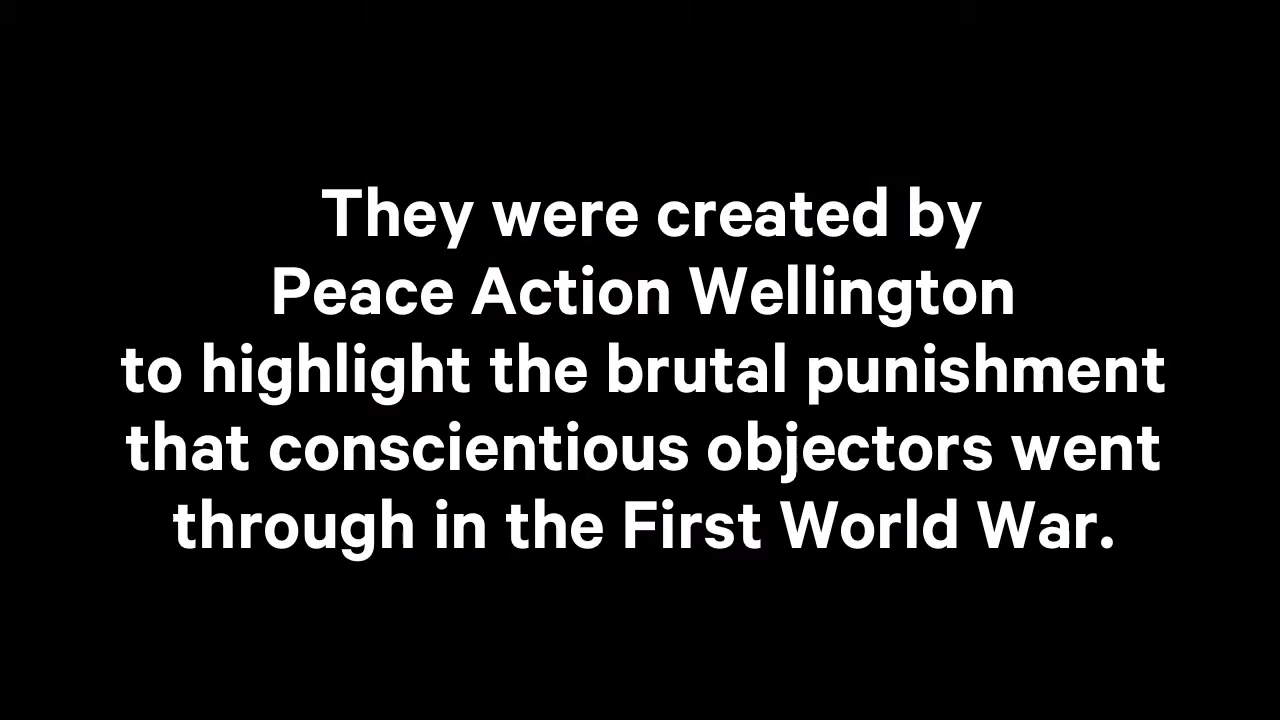 They were created by
Peace Action Wellington
to highlight the brutal punishment
that conscientious objectors went
through in the First World War.